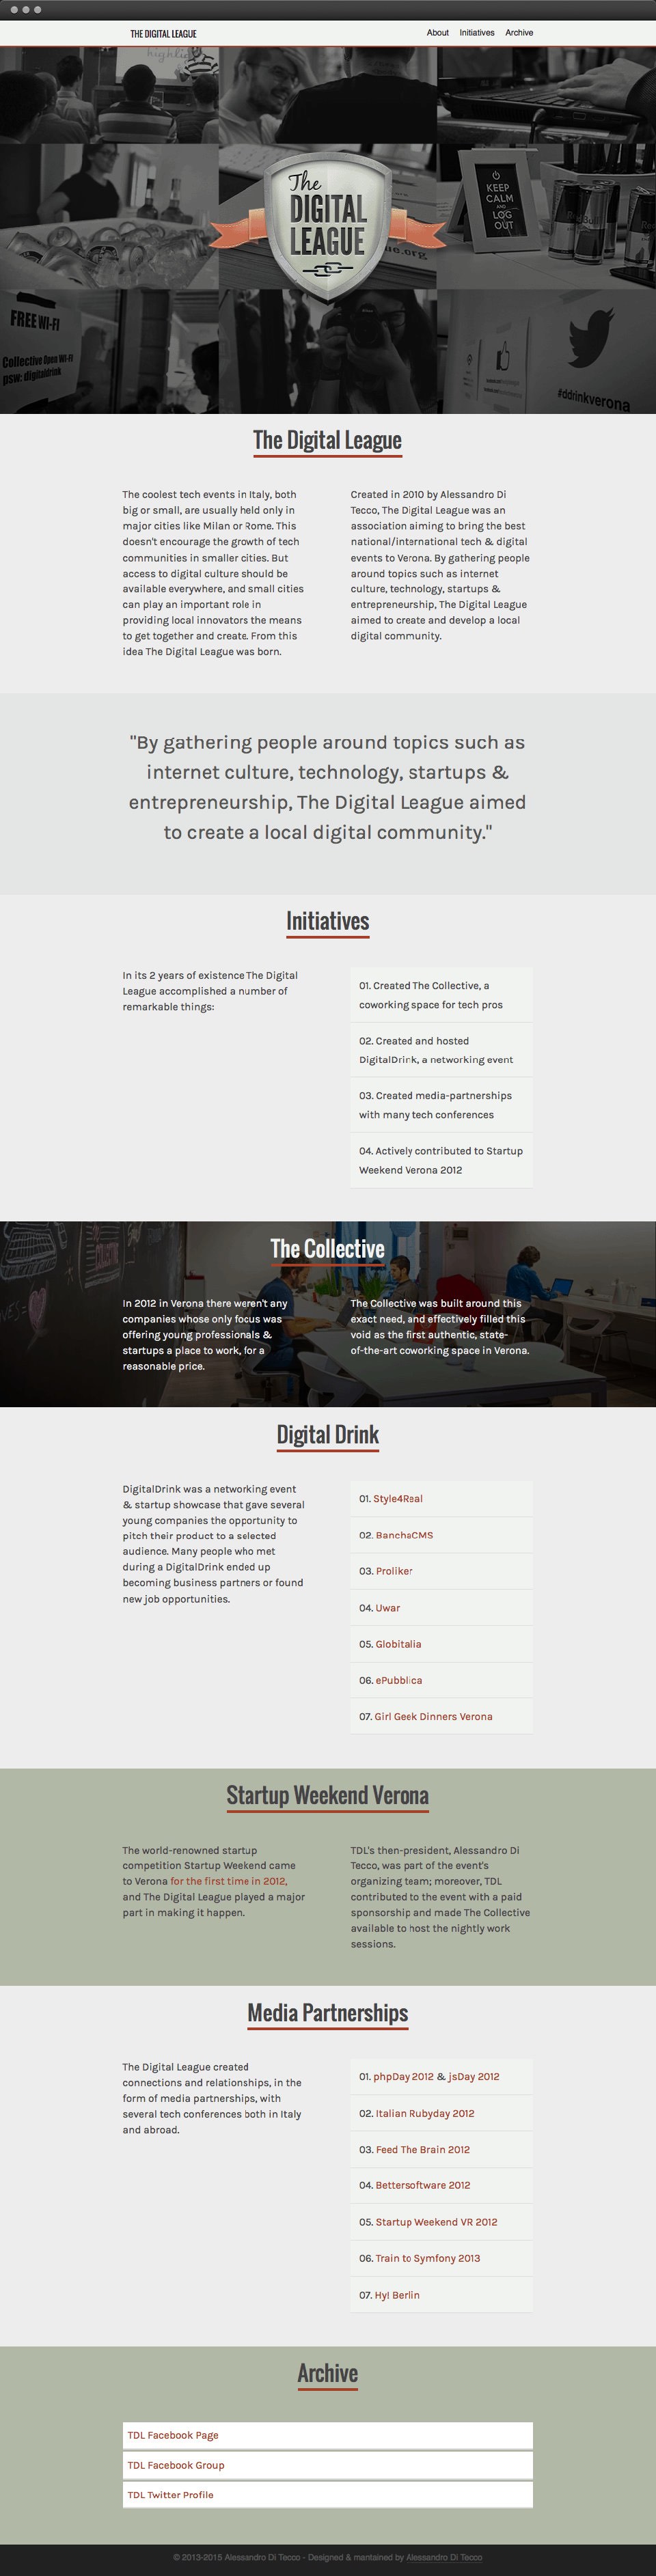 THE DIGITAL LEAGUE
About Initiatives Archive
highli
KEEP
CALM
AND
LOG
OUT
The
DIGITAL
LEAGUE
ue.org
FREE WI-FI
Collective Open WI-FI
psw: digitaldrink
#ddrinkverona
The Digital League
The coolest tech events in Italy, both
big or small, are usually held only in
major cities like Milan or Rome. This
doesn't encourage the growth of tech
communities in smaller cities. But
access to digital culture should be
available everywhere, and small cities
can play an important role in
providing local innovators the means
to get together and create. From this
idea The Digital League was born.
Created in 2010 by Alessandro Di
Tecco, The Digital League was an
association aiming to bring the best
national/international tech & digital
events to Verona. By gathering people
around topics such as internet
culture, technology, startups &
entrepreneurship, The Digital League
aimed to create and develop a local
digital community.
"By gathering people around topics such as
internet culture, technology, startups &
entrepreneurship, The Digital League aimed
to create a local digital community."
Initiatives
In its 2 years of existence The Digital
League accomplished a number of
remarkable things:
01. Created The Collective, a
coworking space for tech pros
02. Created and hosted
DigitalDrink, a networking event
03. Created media-partnerships
with many tech conferences
04. Actively contributed to Startup
Weekend Verona 2012
The Collective
In 2012 in Verona there weren't any
companies whose only focus was
offering young professionals &
startups a place to work, for a
reasonable price.
The Collective was built around this
exact need, and effectively filled this
void as the first authentic, state-
of-the-art coworking space in Verona.
Digital Drink
DigitalDrink was a networking event
& startup showcase that gave several
young companies the opportunity to
pitch their product to a selected
audience. Many people who met
during a DigitalDrink ended up
becoming business partners or found
new job opportunities.
01. Style4Real
02. BanchaCMS
03. Proliker
04. Uwar
05. Globitalia
06. ePubblica
07. Girl Geek Dinners Verona
Startup Weekend Verona
The world-renowned startup
competition Startup Weekend came
to Verona for the first time in 2012,
and The Digital League played a major
part in making it happen.
TDL's then-president, Alessandro Di
Tecco, was part of the event's
organizing team; moreover, TDL
contributed to the event with a paid
sponsorship and made The Collective
available to host the nightly work
sessions.
Media Partnerships
The Digital League created
connections and relationships, in the
form of media partnerships, with
several tech conferences both in Italy
and abroad.
01. phpDay 2012 & jsDay 2012
02. Italian Rubyday 2012
03. Feed The Brain 2012
04. Bettersoftware 2012
05. Startup Weekend VR 2012
06. Train to Symfony 2013
07. Hy! Berlin
Archive
TDL Facebook Page
TDL Facebook Group
TDL Twitter Profile
© 2013-2015 Alessandro Di Tecco - Designed & mantained by Alessandro Di Tecco